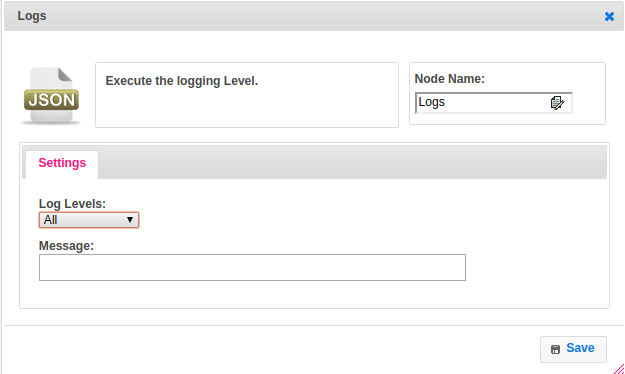 Logs
JSON
Execute the logging Level.
Node Name:
Logs
Settings
Log Levels:
All
Message:
Save